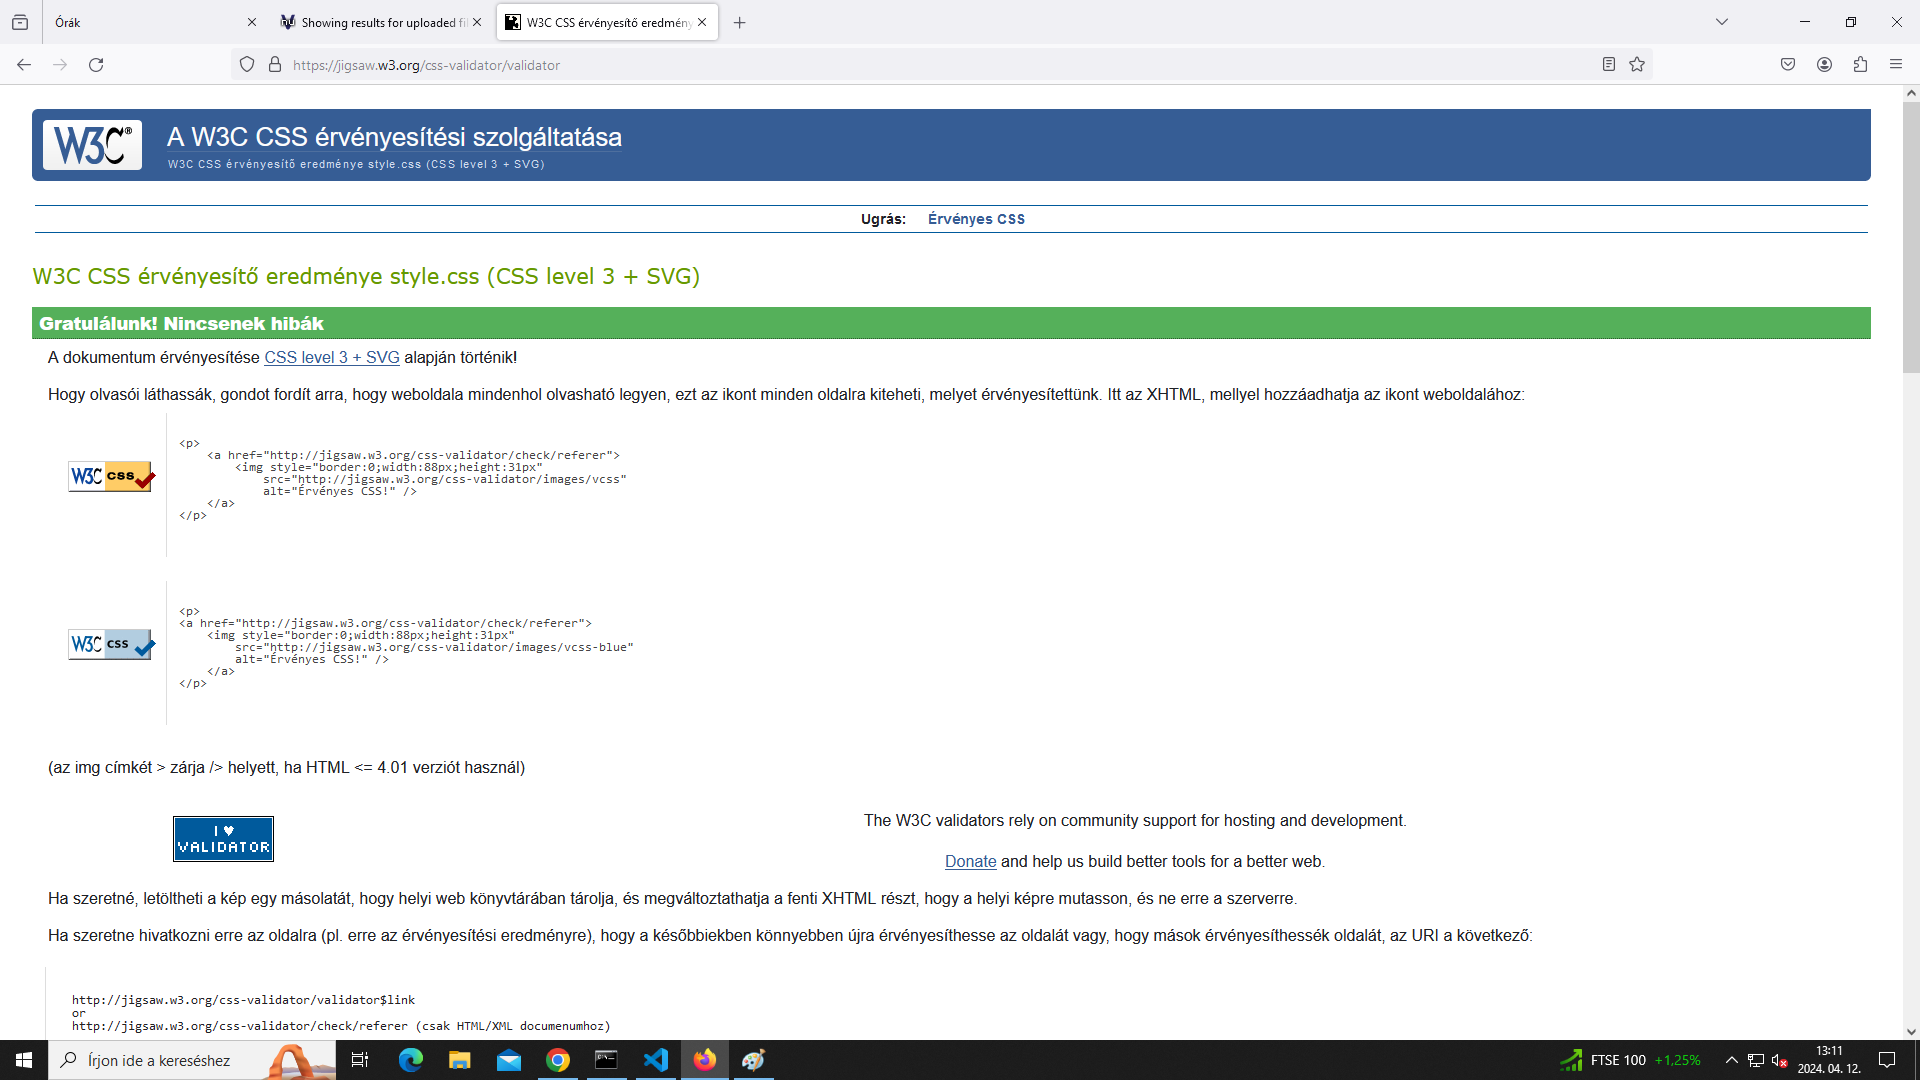 Órák
Showing results for uploaded fil
W3C CSS érvényesítő eredmény
https://jigsaw.w3.org/css-validator/validator
W3C®
A W3C CSS érvényesítési szolgáltatása
W3C CSS érvényesítő eredménye style.css (CSS level 3 + SVG)
Ugrás: Érvényes CSS
W3C CSS érvényesítő eredménye style.css (CSS level 3 + SVG)
Gratulálunk! Nincsenek hibák
A dokumentum érvényesítése CSS level 3 + SVG alapján történik!
Hogy olvasói láthassák, gondot fordít arra, hogy weboldala mindenhol olvasható legyen, ezt az ikont minden oldalra kiteheti, melyet érvényesítettünk. Itt az XHTML, mellyel hozzáadhatja az ikont weboldalához:
W3C css
<p>
<a href="http://jigsaw.w3.org/css-validator/check/referer">
<img style="border:0;width:88px;height:31px"
src="http://jigsaw.w3.org/css-validator/images/vcss"
alt="Érvényes CSS!" />
</a>
</p>
W3C css
<p>
<a href="http://jigsaw.w3.org/css-validator/check/referer">
<img style="border:0;width:88px;height:31px"
src="http://jigsaw.w3.org/css-validator/images/vcss-blue"
alt="Érvényes CSS!" />
</a>
</p>
(az img címkét > zárja /> helyett, ha HTML <= 4.01 verziót használ)
I ♥
VALIDATOR
The W3C validators rely on community support for hosting and development.
Donate and help us build better tools for a better web.
Ha szeretné, letöltheti a kép egy másolatát, hogy helyi web könyvtárában tárolja, és megváltoztathatja a fenti XHTML részt, hogy a helyi képre mutasson, és ne erre a szerverre.
Ha szeretne hivatkozni erre az oldalra (pl. erre az érvényesítési eredményre), hogy a későbbiekben könnyebben újra érvényesíthesse az oldalát vagy, hogy mások érvényesíthessék oldalát, az URI a következő:
http://jigsaw.w3.org/css-validator/validator$link
or
http://jigsaw.w3.org/css-validator/check/referer (csak HTML/XML documenumhoz)
Írjon ide a kereséshez
FTSE 100 +1,25%
13:11
2024. 04. 12.